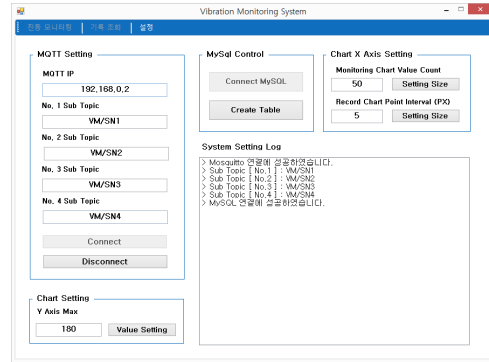 Vibration Monitoring System
진동 모니터링 | 기록 조회 | 설정
MQTT Setting
MQTT IP
192,168,0,2
No, 1 Sub Topic
VM/SN1
No, 2 Sub Topic
VM/SN2
No, 3 Sub Topic
VM/SN3
No, 4 Sub Topic
VM/SN4
Connect
Disconnect
Chart Setting
Y Axis Max
180
Value Setting
MySql Control
Connect MySQL
Create Table
Chart X Axis Setting
Monitoring Chart Value Count
50
Setting Size
Record Chart Point Interval (PX)
5
Setting Size
System Setting Log
> Mosquitto 연결에 성공하였습니다.
> Sub Topic [ No,1 ] : VM/SN1
> Sub Topic [ No,2 ] : VM/SN2
> Sub Topic [ No,3 ] : VM/SN3
> Sub Topic [ No,4 ] : VM/SN4
> MySQL 연결에 성공하였습니다.